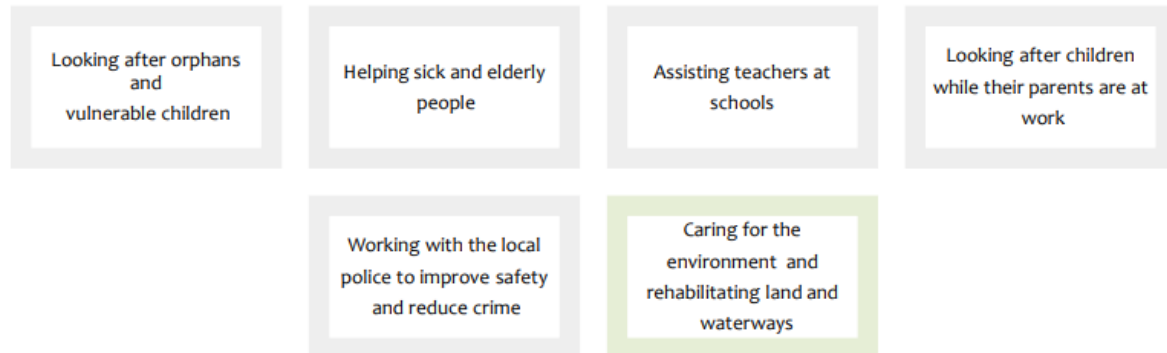 Looking after orphans
and
vulnerable children
Helping sick and elderly
people
Assisting teachers at
schools
Looking after children
while their parents are at
work
Working with the local
police to improve safety
and reduce crime
Caring for the
environment and
rehabilitating land and
waterways